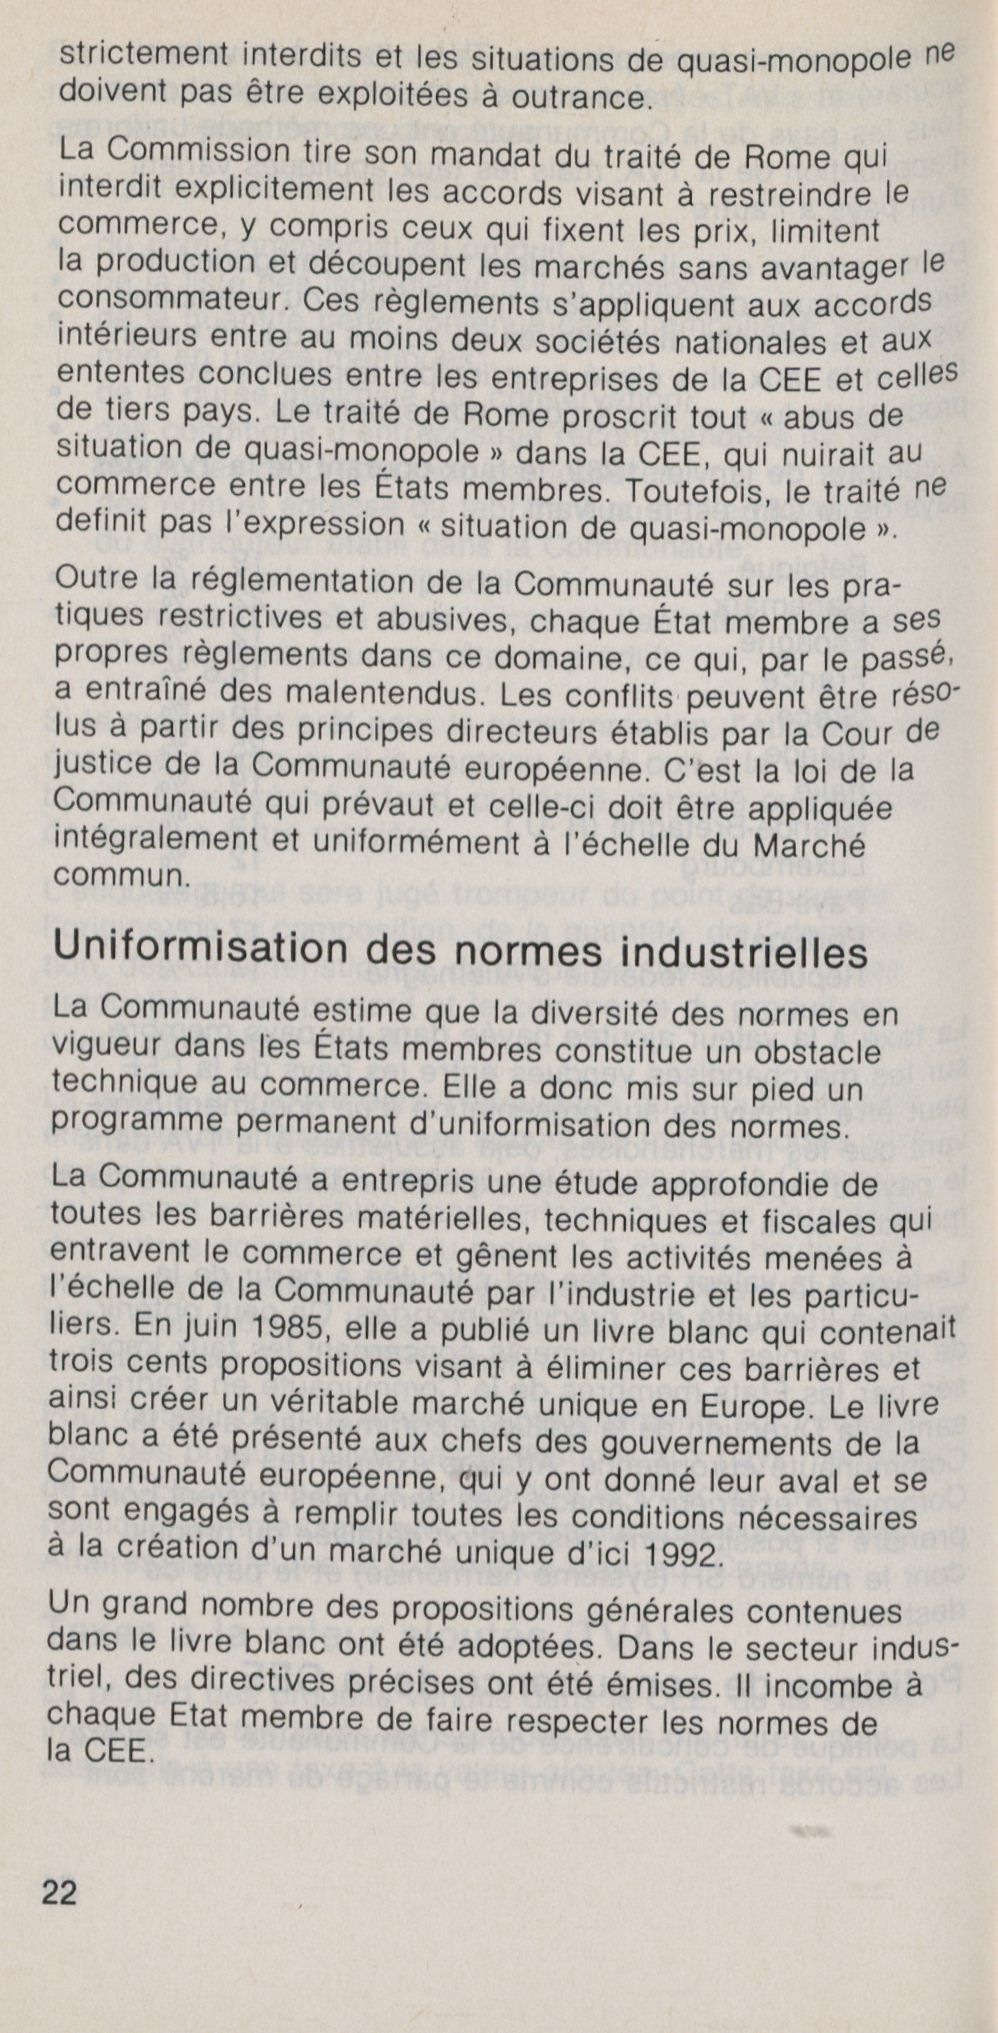 strictement interdits et les situations de quasi-monopole ne
doivent pas être exploitées à outrance.
La Commission tire son mandat du traité de Rome qui
interdit explicitement les accords visant à restreindre le
commerce, y compris ceux qui fixent les prix, limitent
la production et découpent les marchés sans avantager le
consommateur. Ces règlements s'appliquent aux accords
intérieurs entre au moins deux sociétés nationales et aux
ententes conclues entre les entreprises de la CEE et celles
de tiers pays. Le traité de Rome proscrit tout « abus de
situation de quasi-monopole » dans la CEE, qui nuirait au
commerce entre les États membres. Toutefois, le traité ne
definit pas l'expression « situation de quasi-monopole ».
Outre la réglementation de la Communauté sur les pra-
tiques restrictives et abusives, chaque État membre a ses
propres règlements dans ce domaine, ce qui, par le passé,
a entraîné des malentendus. Les conflits peuvent être réso-
lus à partir des principes directeurs établis par la Cour de
justice de la Communauté européenne. C'est la loi de la
Communauté qui prévaut et celle-ci doit être appliquée
intégralement et uniformément à l'échelle du Marché
commun.
Uniformisation des normes industrielles
La Communauté estime que la diversité des normes en
vigueur dans les États membres constitue un obstacle
technique au commerce. Elle a donc mis sur pied un
programme permanent d'uniformisation des normes.
La Communauté a entrepris une étude approfondie de
toutes les barrières matérielles, techniques et fiscales qui
entravent le commerce et gênent les activités menées à
l'échelle de la Communauté par l'industrie et les particu-
liers. En juin 1985, elle a publié un livre blanc qui contenait
trois cents propositions visant à éliminer ces barrières et
ainsi créer un véritable marché unique en Europe. Le livre
blanc a été présenté aux chefs des gouvernements de la
Communauté européenne, qui y ont donné leur aval et se
sont engagés à remplir toutes les conditions nécessaires
à la création d'un marché unique d'ici 1992.
Un grand nombre des propositions générales contenues
dans le livre blanc ont été adoptées. Dans le secteur indus-
triel, des directives précises ont été émises. Il incombe à
chaque Etat membre de faire respecter les normes de
la CEE.
22